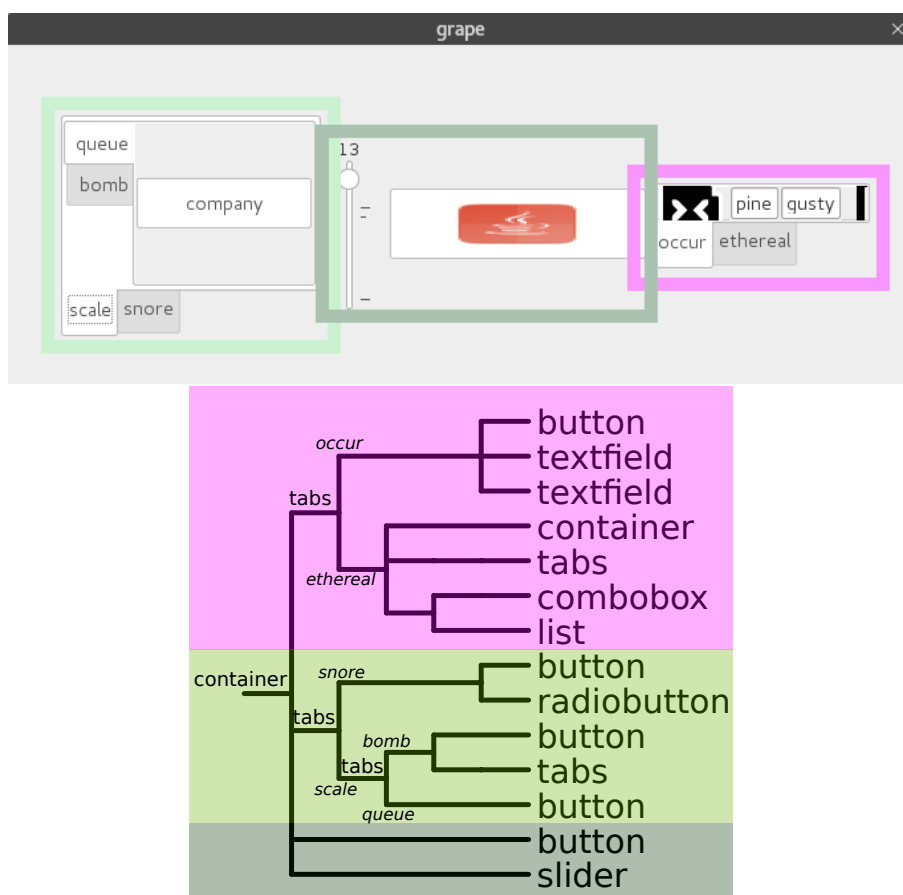 grape
queue
bomb
company
scale
snore
13
pine
gusty
occur
ethereal
button
occur
textfield
tabs
textfield
container
tabs
ethereal
combobox
list
button
container
snore
radiobutton
tabs
button
bomb
tabs
tabs
scale
button
queue
button
slider